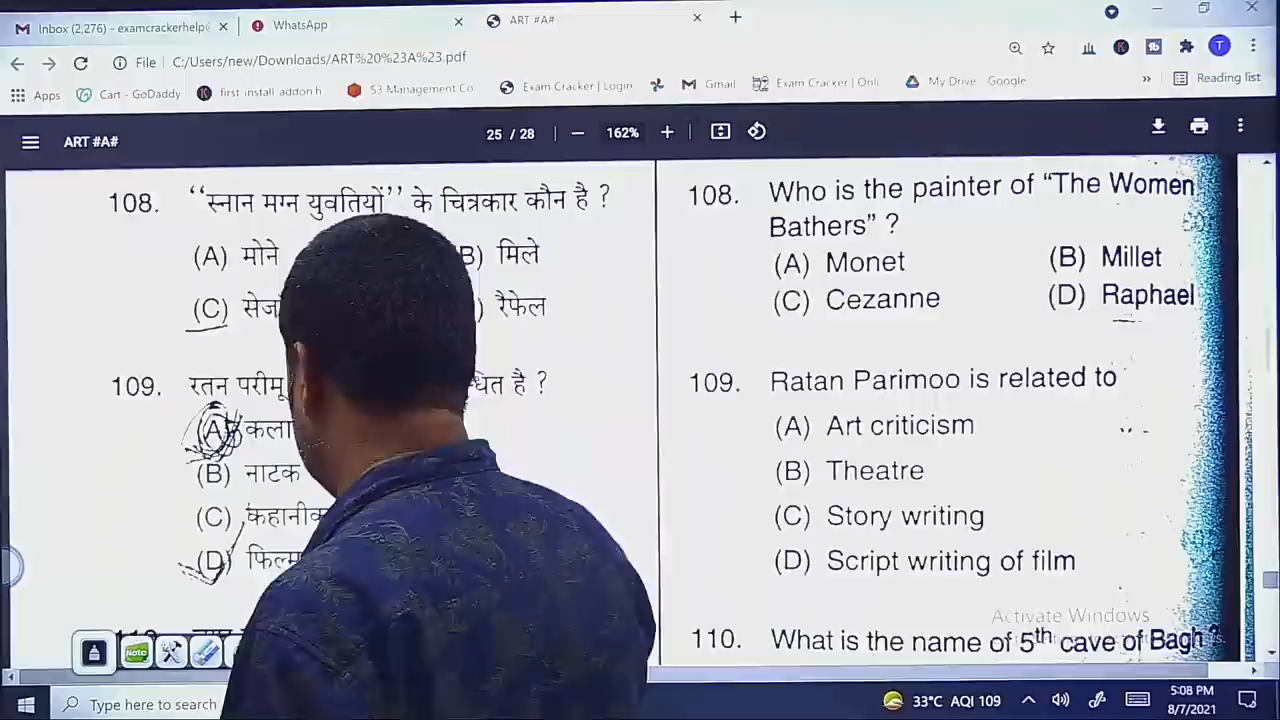 Inbox (2,276) - examcrackerhelp@
WhatsApp
ART #A#
File
C:/Users/new/Downloads/ART%20%23A%23.pdf
Apps
Cart - GoDaddy
first install addon h
S3 Management Co
Exam Cracker | Login
Gmail
Exam Cracker | Onli
My Drive
Google
Reading list
ART #A#
25 / 28
162%
108. ‘‘स्नान मग्न युवतियों’’ के चित्रकार कौन है ?
(A) मोने
B) मिले
(C)
) रैफेल
109. रतन
है ?
(A) कला
(B) नाटक
(C)
(D)
108. Who is the painter of “The Women
Bathers” ?
(A) Monet (B) Millet
(C) Cezanne (D) Raphael
109. Ratan Parimoo is related to
(A) Art criticism
(B) Theatre
(C) Story writing
(D) Script writing of film
Activate Windows
110. What is the name of 5th cave of Bagh
Note
Type here to search
33°C AQI 109
5:08 PM
8/7/2021